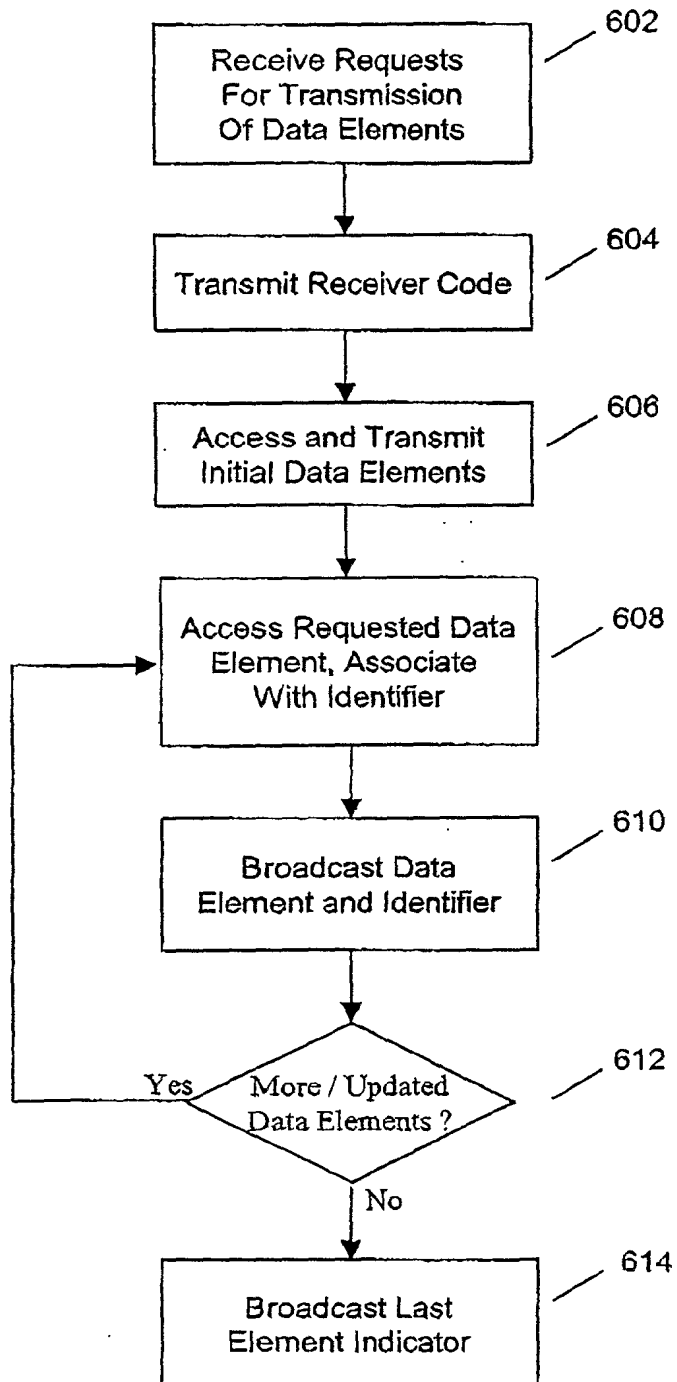 602
Receive Requests
For Transmission
Of Data Elements
604
Transmit Receiver Code
606
Access and Transmit
Initial Data Elements
608
Access Requested Data
Element, Associate
With Identifier
610
Broadcast Data
Element and Identifier
612
Yes
More / Updated
Data Elements ?
No
614
Broadcast Last
Element Indicator